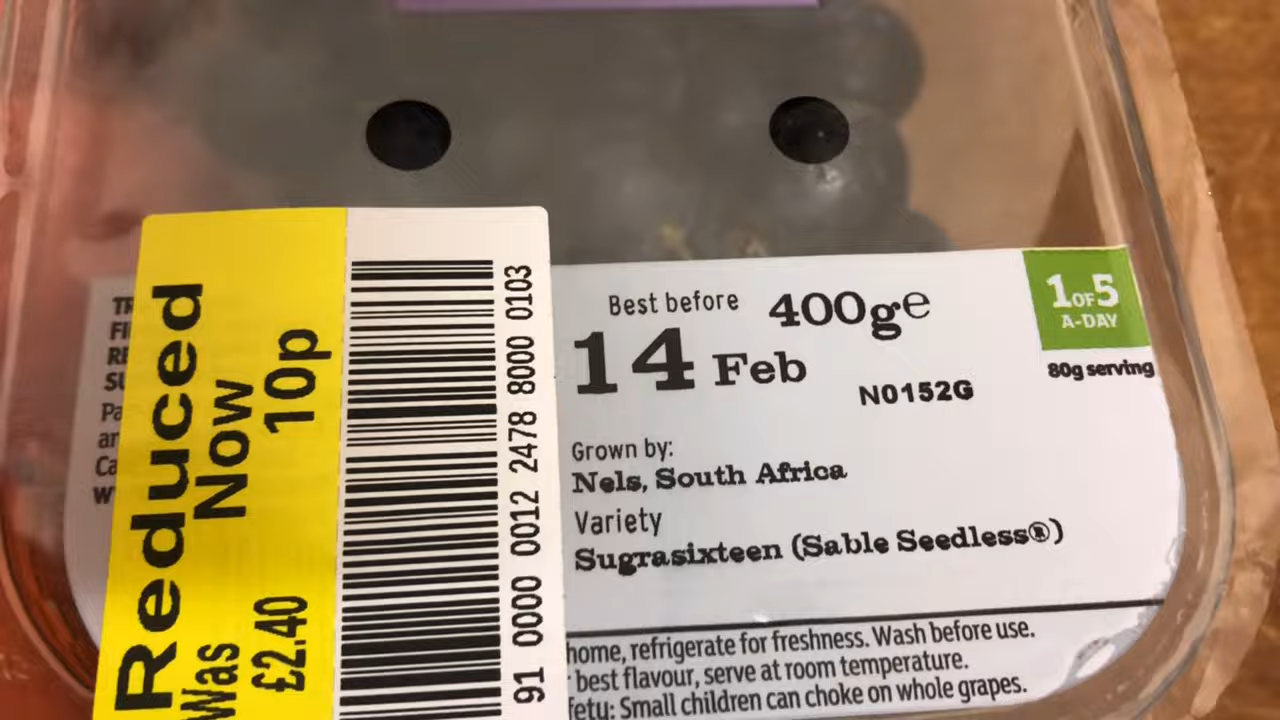 Reduced
Now
10p
Was
£2.40
91 0000 0012 2478 8000 0103
Best before
14 Feb
400g℮
N0152G
1 OF 5
A-DAY
80g serving
Grown by:
Nels, South Africa
Variety
Sugrasixteen (Sable Seedless®)
home, refrigerate for freshness. Wash before use.
best flavour, serve at room temperature.
Small children can choke on whole grapes.